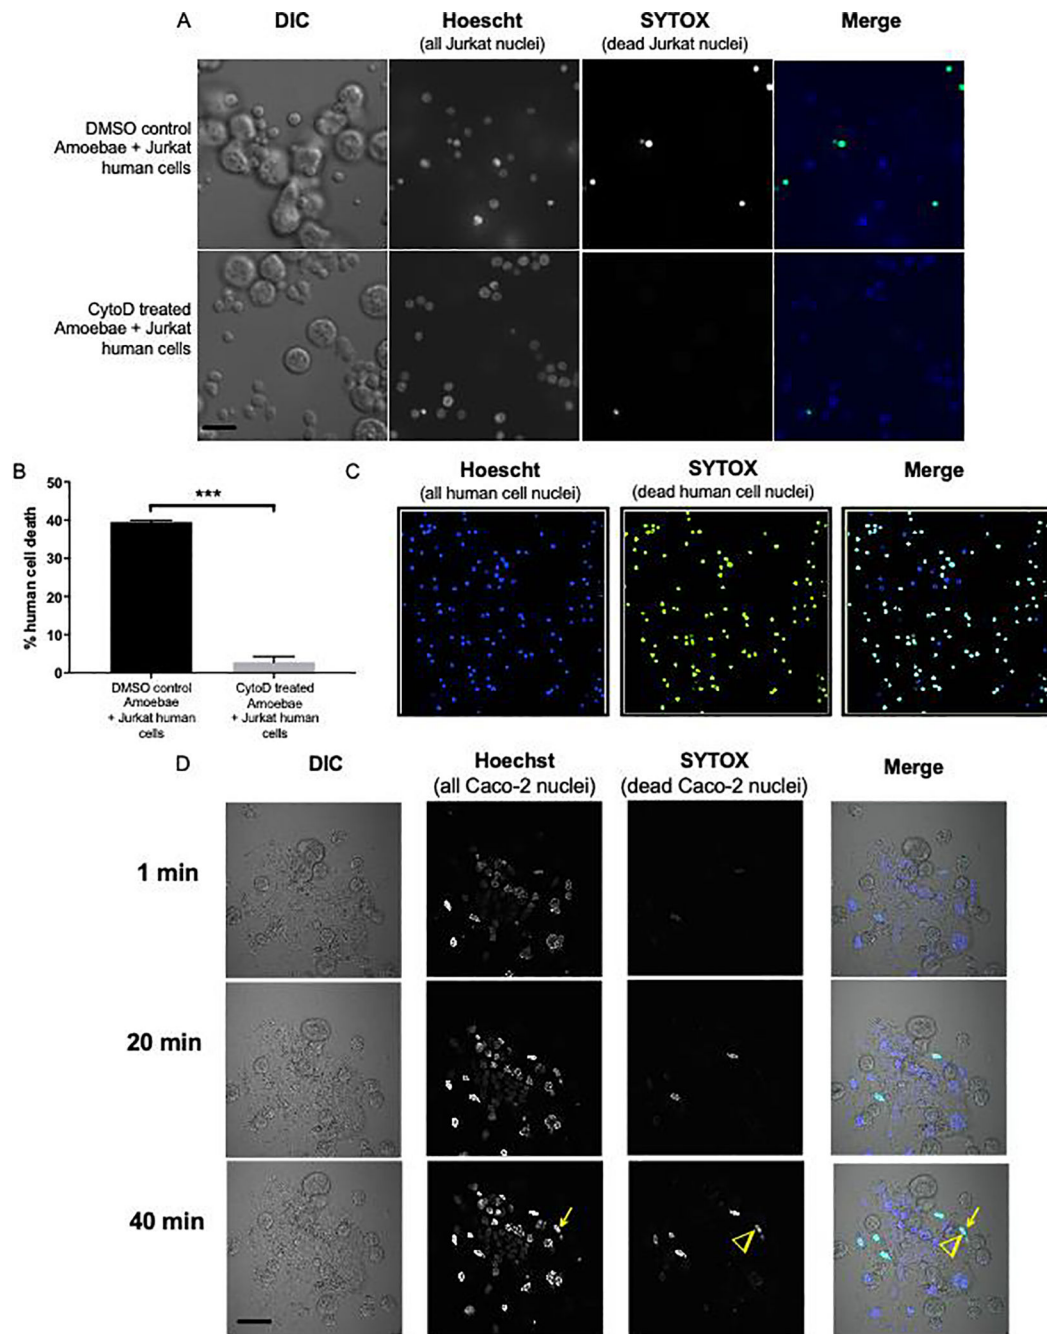 A
DIC
Hoescht
(all Jurkat nuclei)
SYTOX
(dead Jurkat nuclei)
Merge
DMSO control
Amoebae + Jurkat
human cells
CytoD treated
Amoebae + Jurkat
human cells
B
% human cell death
50
40
30
20
10
0
***
DMSO control
Amoebae
+ Jurkat human
cells
CytoD treated
Amoebae
+ Jurkat human
cells
C
Hoescht
(all human cell nuclei)
SYTOX
(dead human cell nuclei)
Merge
D
DIC
Hoechst
(all Caco-2 nuclei)
SYTOX
(dead Caco-2 nuclei)
Merge
1 min
20 min
40 min